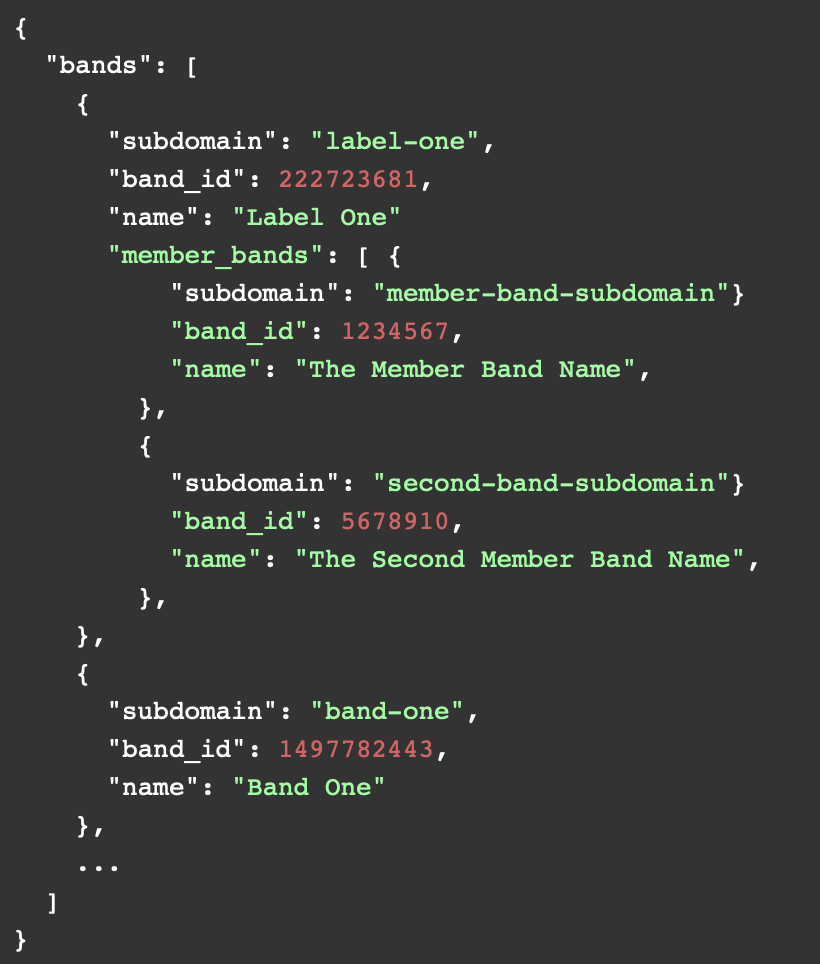 {
  "bands": [
    {
      "subdomain": "label-one",
      "band_id": 222723681,
      "name": "Label One"
      "member_bands": [ {
          "subdomain": "member-band-subdomain"}
          "band_id": 1234567,
          "name": "The Member Band Name",
        },
        {
          "subdomain": "second-band-subdomain"}
          "band_id": 5678910,
          "name": "The Second Member Band Name",
        },
    },
    {
      "subdomain": "band-one",
      "band_id": 1497782443,
      "name": "Band One"
    },
    ...
  ]
}